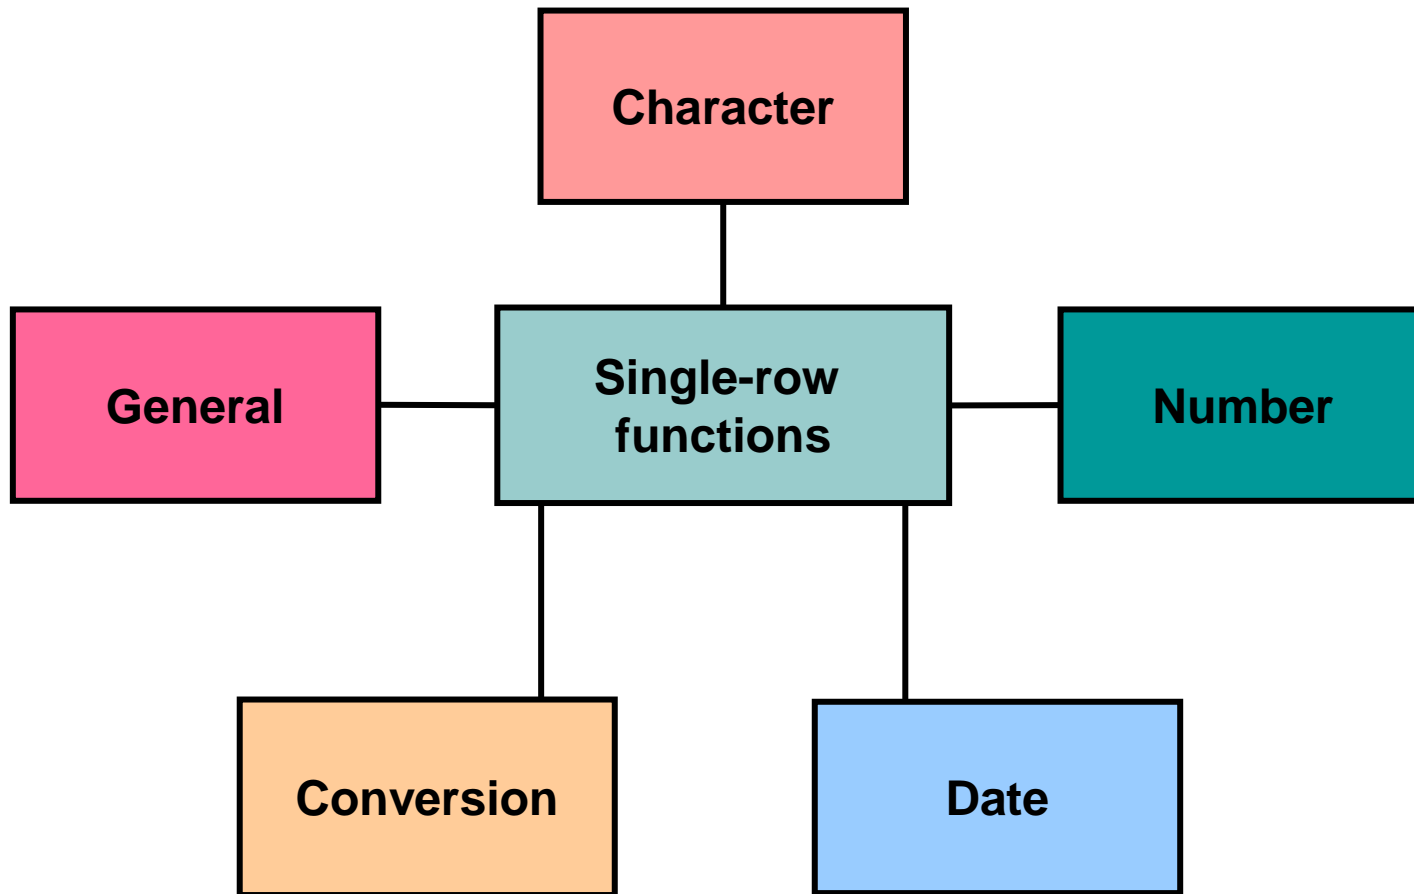 Character
General
Single-row
functions
Number
Conversion
Date